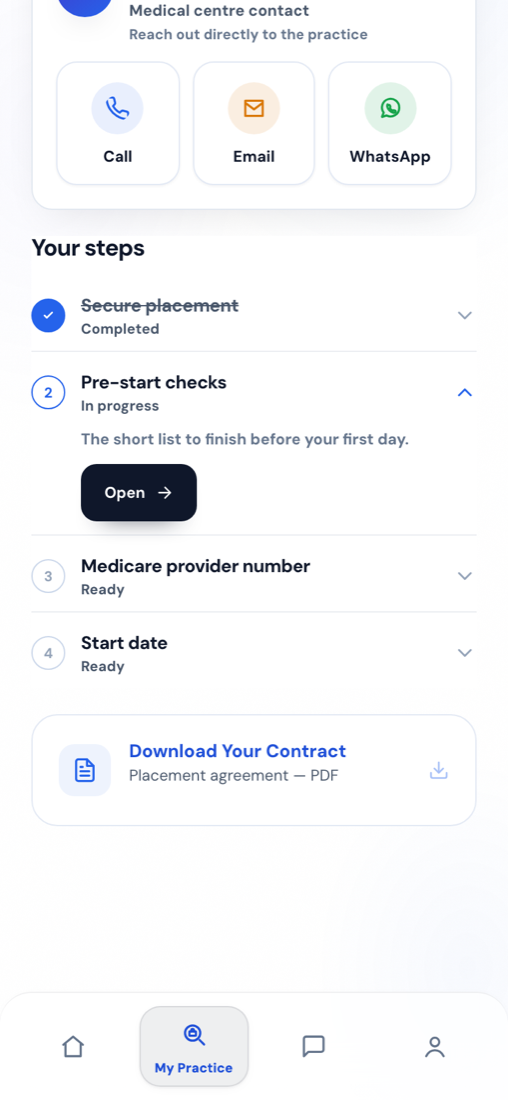 Medical centre contact
Reach out directly to the practice
Call
Email
WhatsApp
Your steps
Secure placement
Completed
2
Pre-start checks
In progress
The short list to finish before your first day.
Open →
3
Medicare provider number
Ready
4
Start date
Ready
Download Your Contract
Placement agreement — PDF
My Practice